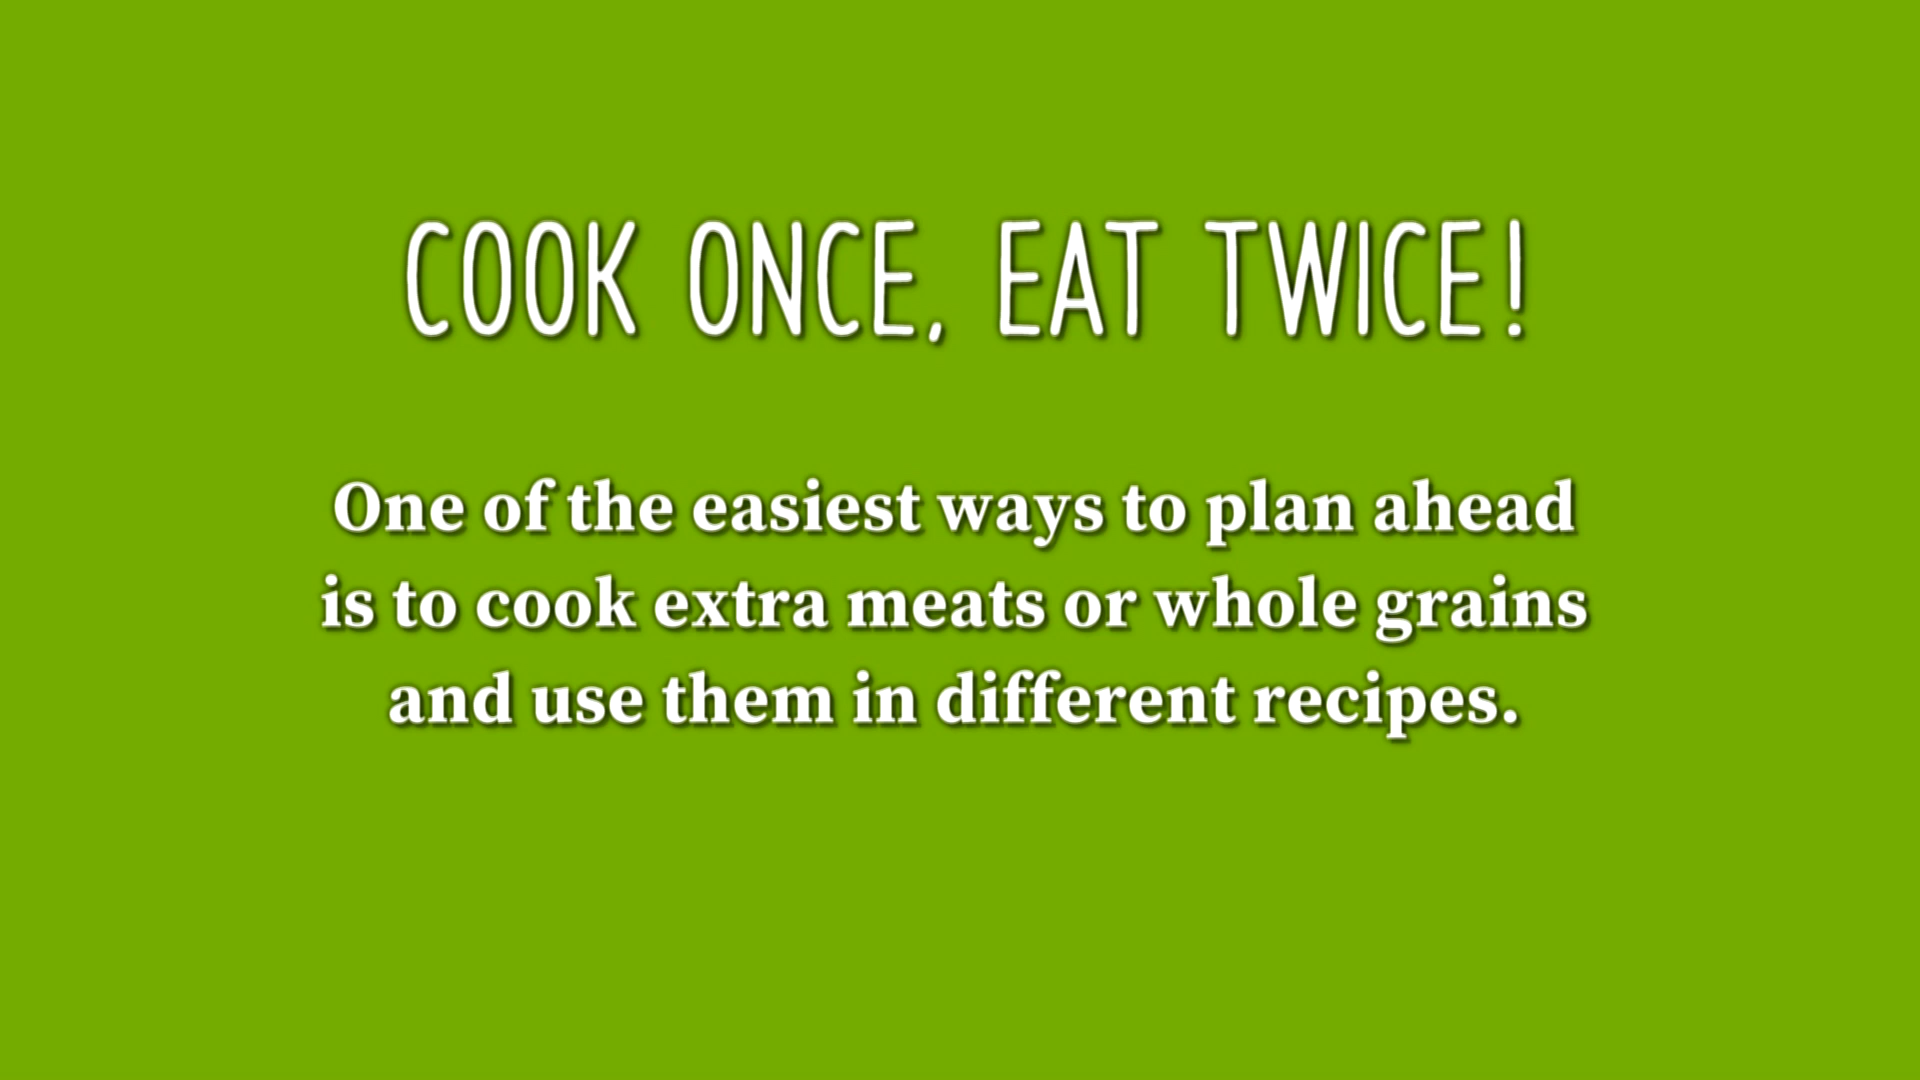 COOK ONCE, EAT TWICE!
One of the easiest ways to plan ahead
is to cook extra meats or whole grains
and use them in different recipes.